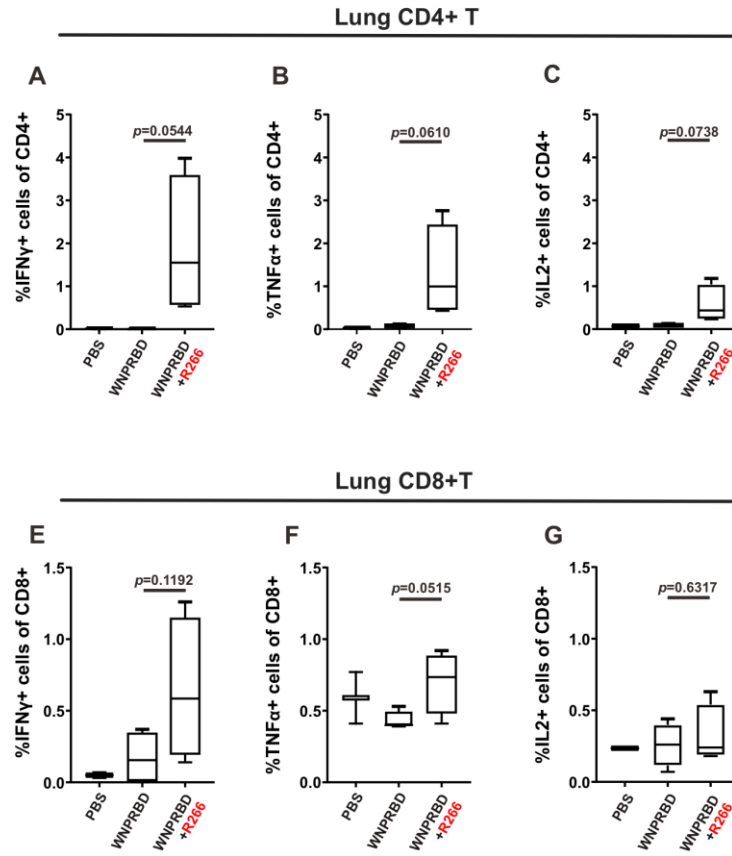 Lung CD4+ T
A
B
C
%IFNγ+ cells of CD4+
5
4
3
2
1
0
p=0.0544
PBS
WNPRBD
WNPRBD
+R266
%TNFα+ cells of CD4+
5
4
3
2
1
0
p=0.0610
PBS
WNPRBD
WNPRBD
+R266
%IL2+ cells of CD4+
5
4
3
2
1
0
p=0.0738
PBS
WNPRBD
WNPRBD
+R266
Lung CD8+T
E
F
G
%IFNγ+ cells of CD8+
1.5
1.0
0.5
0.0
p=0.1192
PBS
WNPRBD
WNPRBD
+R266
%TNFα+ cells of CD8+
1.5
1.0
0.5
0.0
p=0.0515
PBS
WNPRBD
WNPRBD
+R266
%IL2+ cells of CD8+
1.5
1.0
0.5
0.0
p=0.6317
PBS
WNPRBD
WNPRBD
+R266